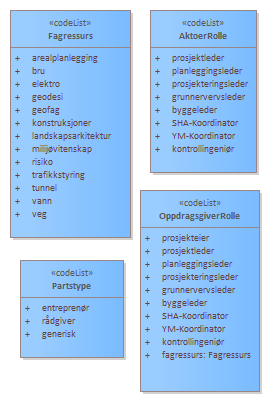 «codeList»
Fagressurs
+ arealplanlegging
+ bru
+ elektro
+ geodesi
+ geofag
+ konstruksjoner
+ landskapsarkitektur
+ miljøvitenskap
+ risiko
+ trafikkstyring
+ tunnel
+ vann
+ veg
«codeList»
AktoerRolle
+ prosjektleder
+ planleggingsleder
+ prosjekteringsleder
+ grunnervervsleder
+ byggeleder
+ SHA-Koordinator
+ YM-Koordinator
+ kontrollingeniør
«codeList»
OppdragsgiverRolle
+ prosjekteier
+ prosjektleder
+ planleggingsleder
+ prosjekteringsleder
+ grunnervervsleder
+ byggeleder
+ SHA-Koordinator
+ YM-Koordinator
+ kontrollingeniør
+ fagressurs: Fagressurs
«codeList»
Partstype
+ entreprenør
+ rådgiver
+ generisk